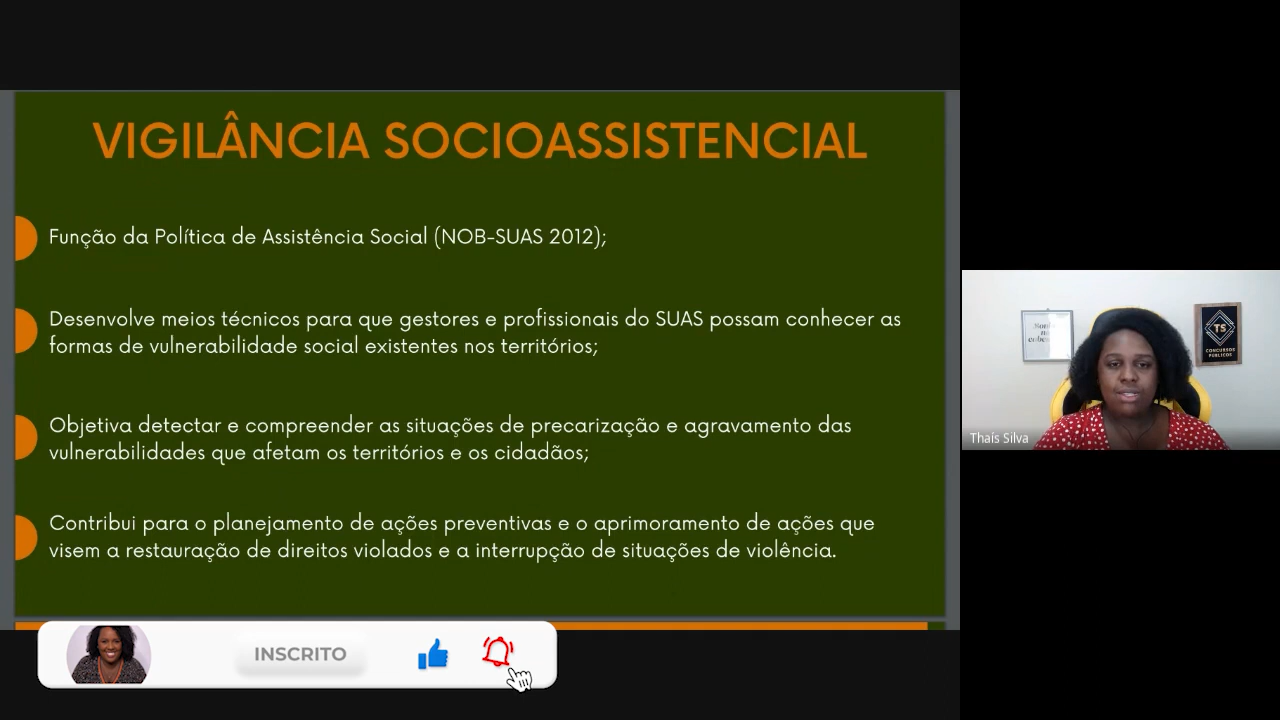 VIGILÂNCIA SOCIOASSISTENCIAL
Função da Política de Assistência Social (NOB-SUAS 2012);
Desenvolve meios técnicos para que gestores e profissionais do SUAS possam conhecer as
formas de vulnerabilidade social existentes nos territórios;
Objetiva detectar e compreender as situações de precarização e agravamento das
vulnerabilidades que afetam os territórios e os cidadãos;
Contribui para o planejamento de ações preventivas e o aprimoramento de ações que
visem a restauração de direitos violados e a interrupção de situações de violência.
INSCRITO
TS
CONCURSOS
PÚBLICOS
Thaís Silva